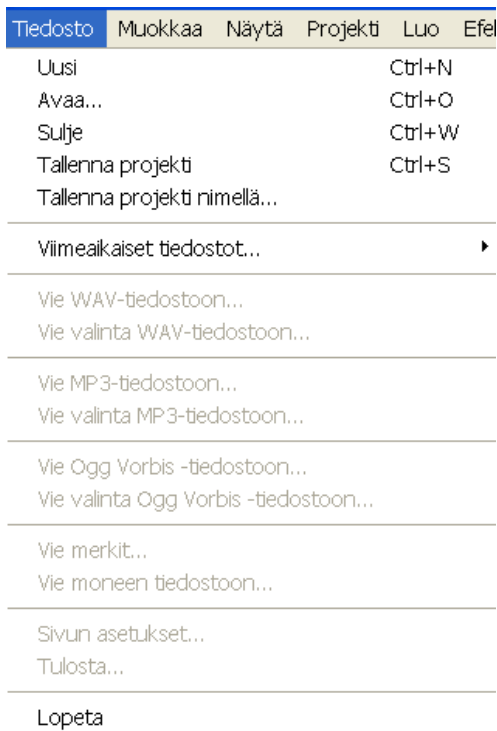 Tiedosto Muokkaa Näytä Projekti Luo
Uusi Ctrl+N
Avaa... Ctrl+O
Sulje Ctrl+W
Tallenna projekti Ctrl+S
Tallenna projekti nimellä...
Viimeaikaiset tiedostot...
Vie WAV-tiedostoon...
Vie valinta WAV-tiedostoon...
Vie MP3-tiedostoon...
Vie valinta MP3-tiedostoon...
Vie Ogg Vorbis -tiedostoon...
Vie valinta Ogg Vorbis -tiedostoon...
Vie merkit...
Vie moneen tiedostoon...
Sivun asetukset...
Tulosta...
Lopeta